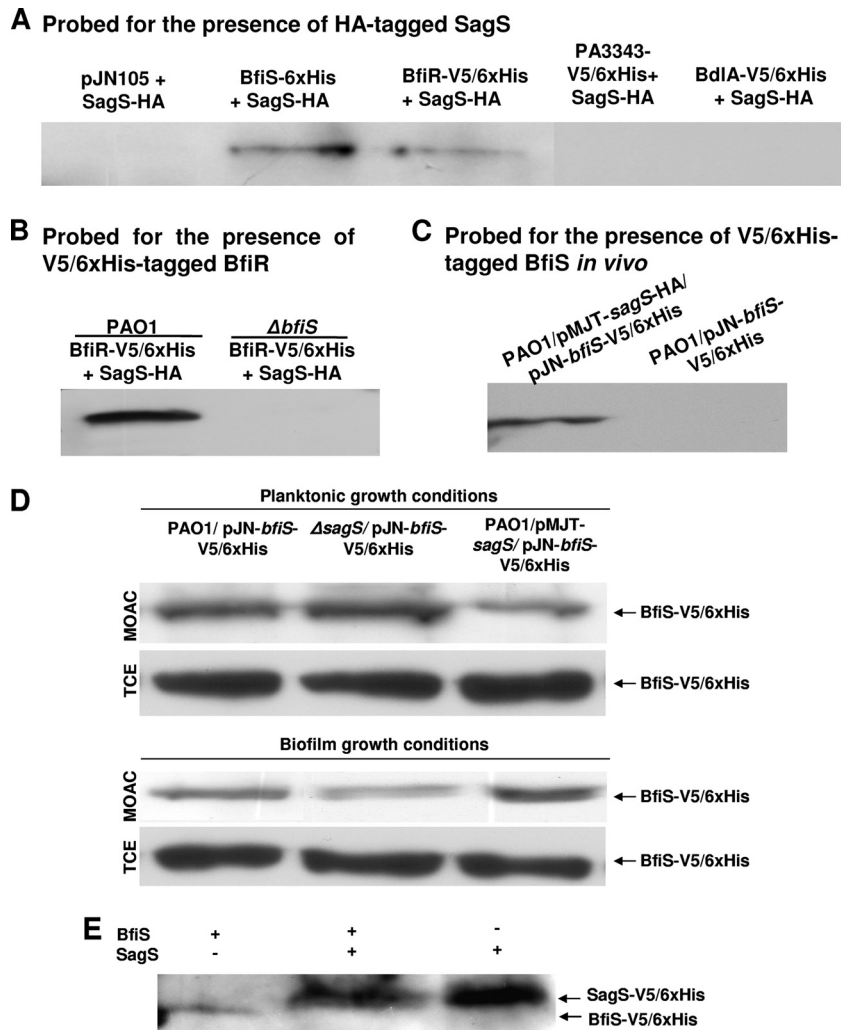 A
Probed for the presence of HA-tagged SagS
pJN105 +
SagS-HA
BfiS-6xHis
+ SagS-HA
BfiR-V5/6xHis
+ SagS-HA
PA3343-
V5/6xHis+
SagS-HA
BdlA-V5/6xHis
+ SagS-HA
B
Probed for the presence of
V5/6xHis-tagged BfiR
PAO1
BfiR-V5/6xHis
+ SagS-HA
ΔbfiS
BfiR-V5/6xHis
+ SagS-HA
C
Probed for the presence of V5/6xHis-
tagged BfiS in vivo
PAO1/pMJT-sagS-HA/
pJN-bfiS-V5/6xHis
PAO1/pJN-bfiS-
V5/6xHis
D
Planktonic growth conditions
PAO1/ pJN-bfiS-
V5/6xHis
ΔsagS/ pJN-bfiS-
V5/6xHis
PAO1/pMJT-
sagS/ pJN-bfiS-
V5/6xHis
MOAC
BfiS-V5/6xHis
TCE
BfiS-V5/6xHis
Biofilm growth conditions
MOAC
BfiS-V5/6xHis
TCE
BfiS-V5/6xHis
E
BfiS + + -
SagS - + +
SagS-V5/6xHis
BfiS-V5/6xHis